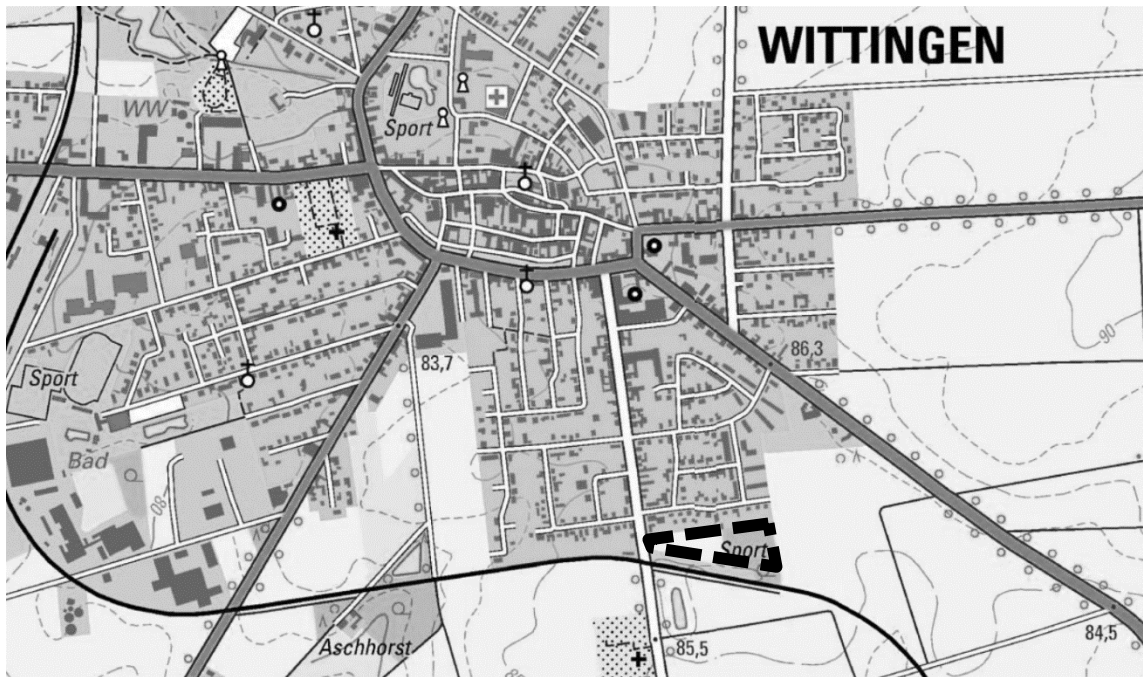 WITTINGEN
WW
Sport
86,3
90
83,7
Sport
Bad
80
Sport
Aschhorst
85,5
84,5